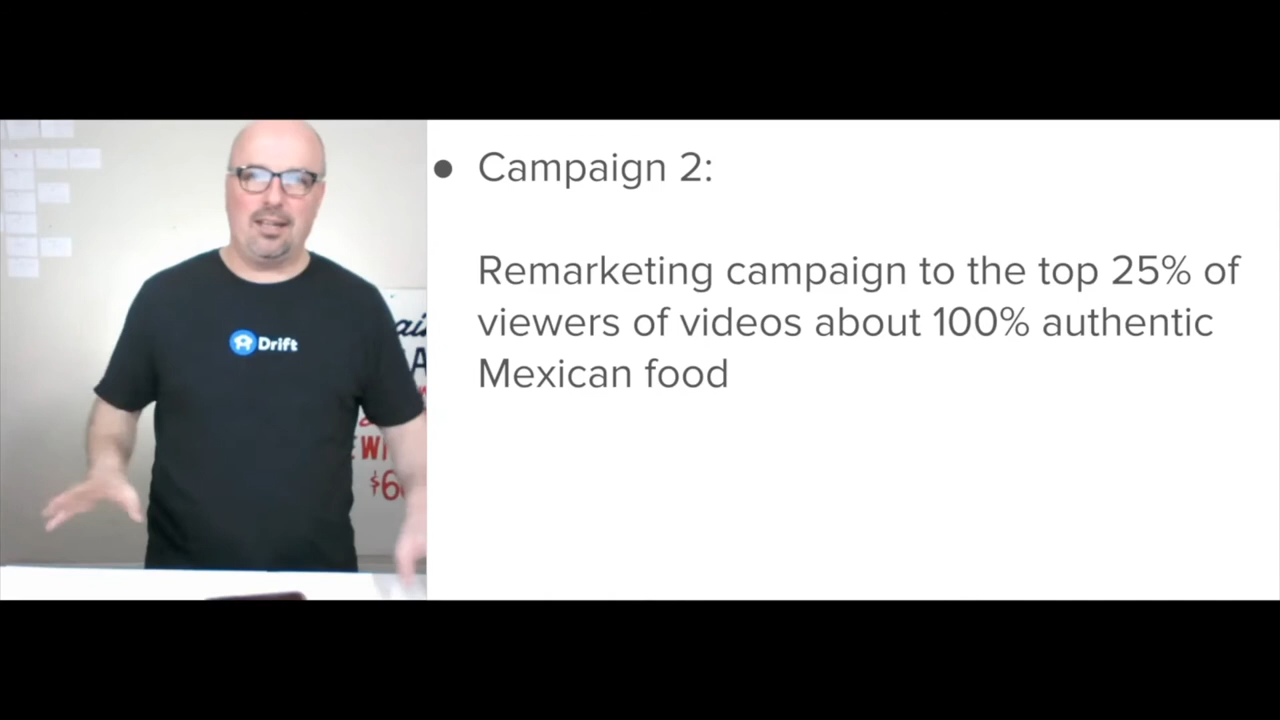 Campaign 2:
Remarketing campaign to the top 25% of
viewers of videos about 100% authentic
Mexican food
Drift
$6